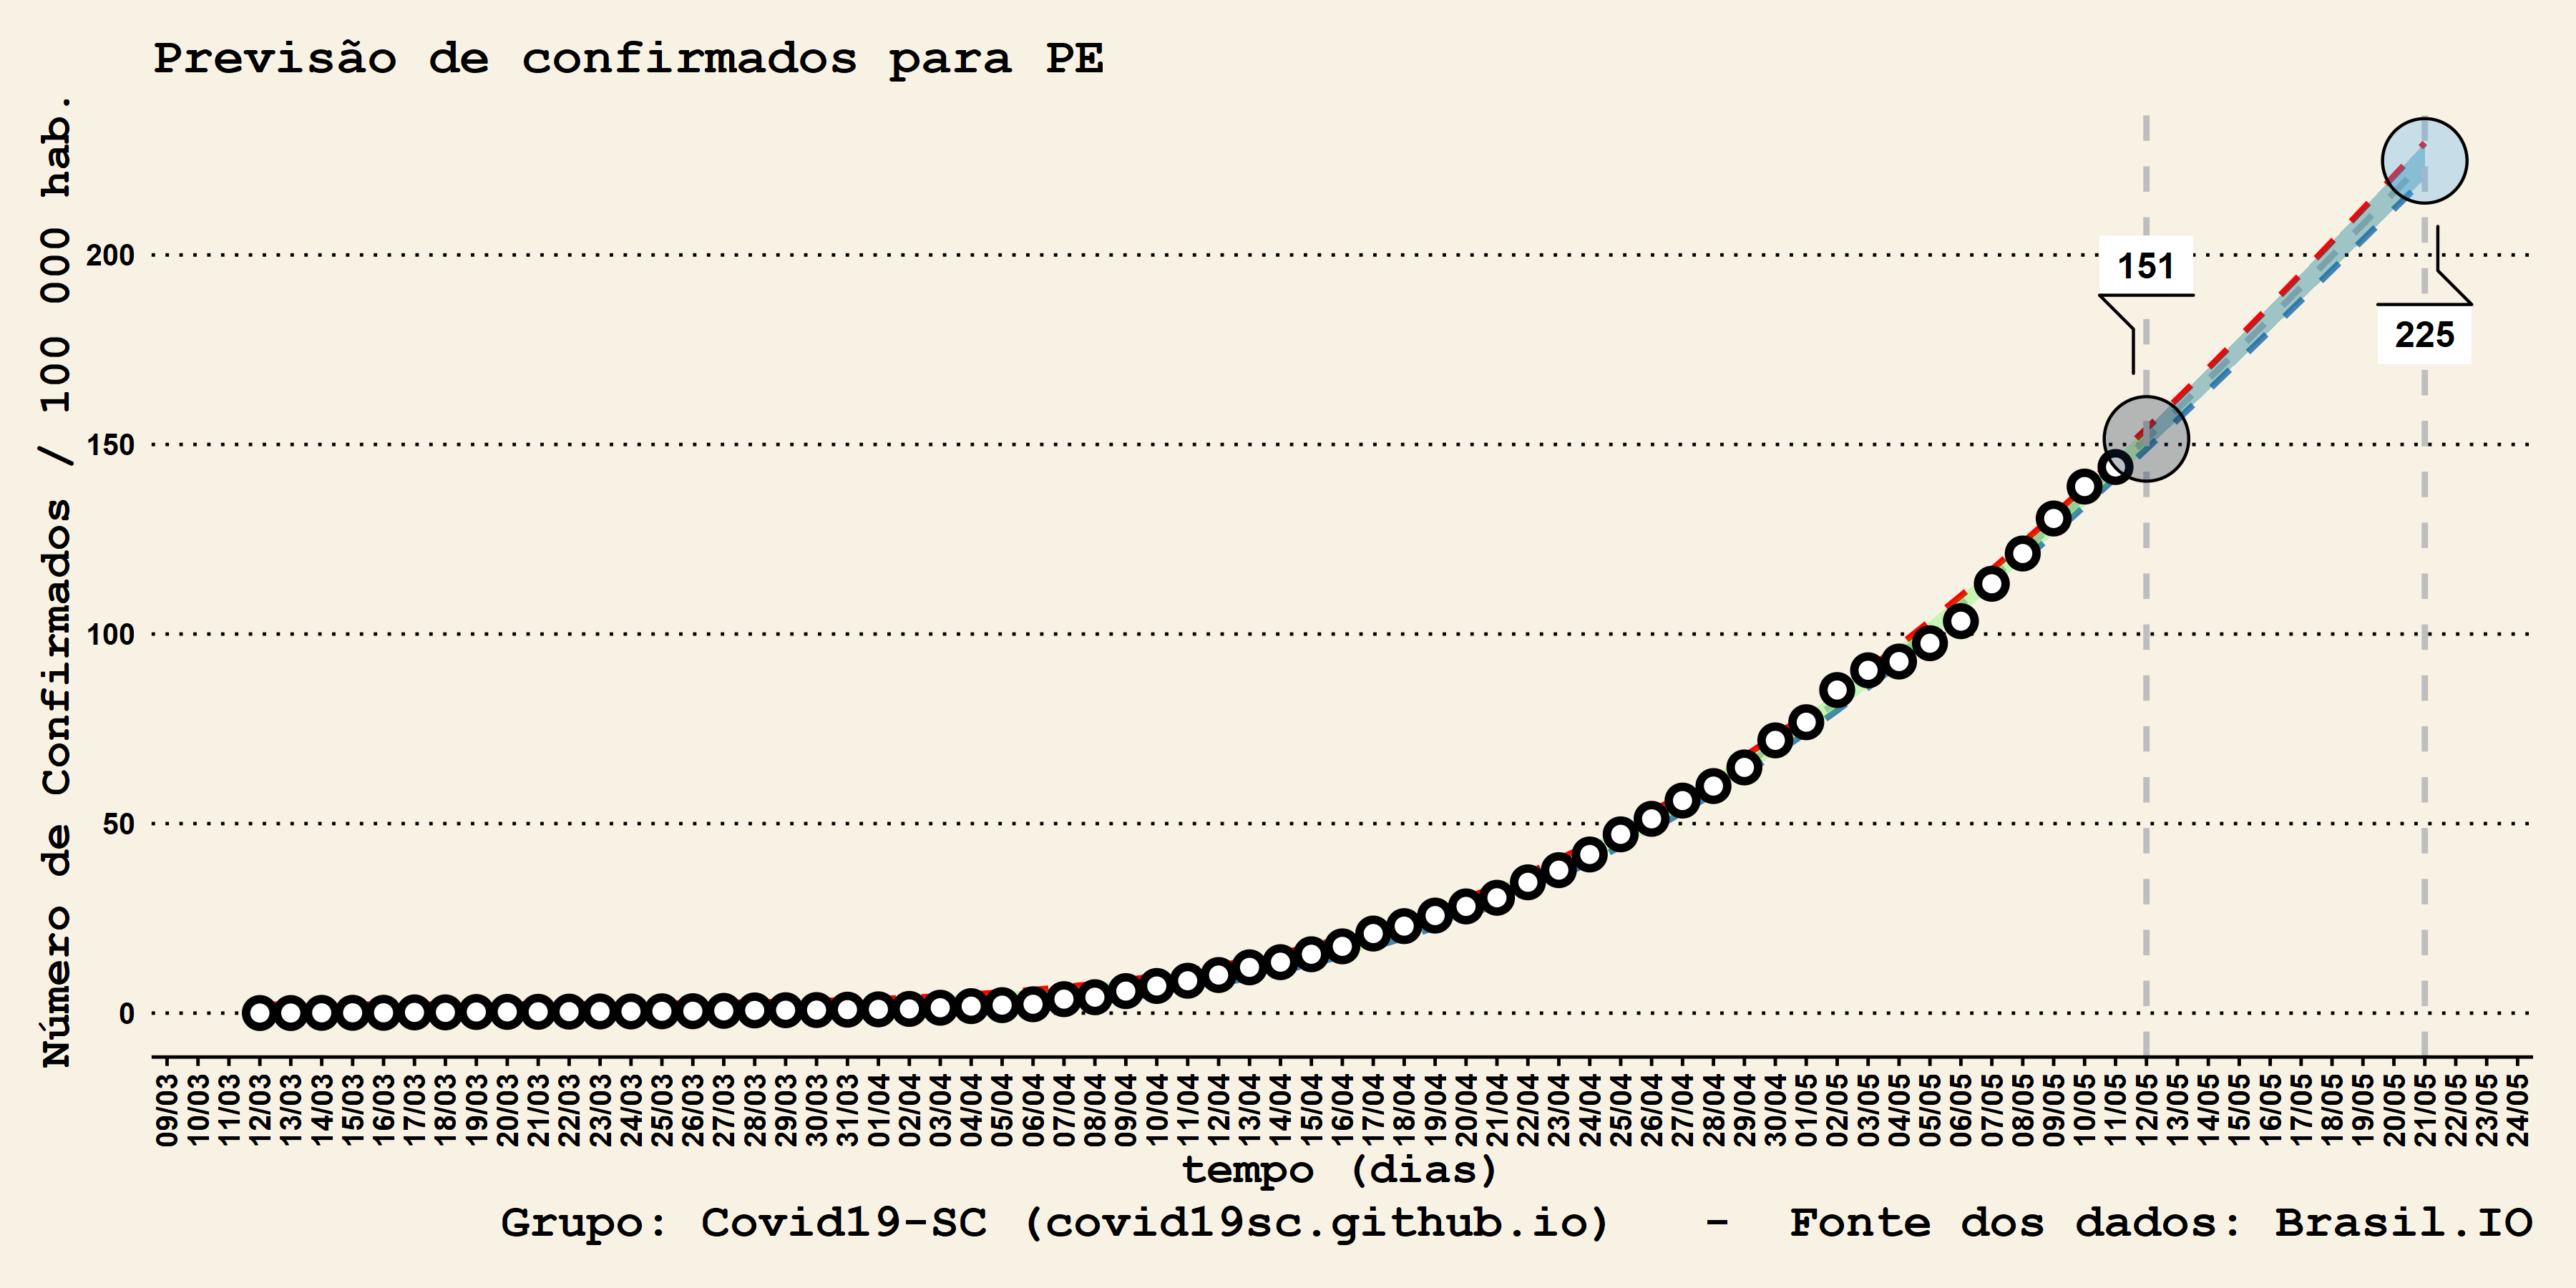 Previsão de confirmados para PE
Número de Confirmados / 100 000 hab.
200
150
100
50
0
151
225
09/03 10/03 11/03 12/03 13/03 14/03 15/03 16/03 17/03 18/03 19/03 20/03 21/03 22/03 23/03 24/03 25/03 26/03 27/03 28/03 29/03 30/03 31/03 01/04 02/04 03/04 04/04 05/04 06/04 07/04 08/04 09/04 10/04 11/04 12/04 13/04 14/04 15/04 16/04 17/04 18/04 19/04 20/04 21/04 22/04 23/04 24/04 25/04 26/04 27/04 28/04 29/04 30/04 01/05 02/05 03/05 04/05 05/05 06/05 07/05 08/05 09/05 10/05 11/05 12/05 13/05 14/05 15/05 16/05 17/05 18/05 19/05 20/05 21/05 22/05 23/05 24/05
tempo (dias)
Grupo: Covid19-SC (covid19sc.github.io) - Fonte dos dados: Brasil.IO